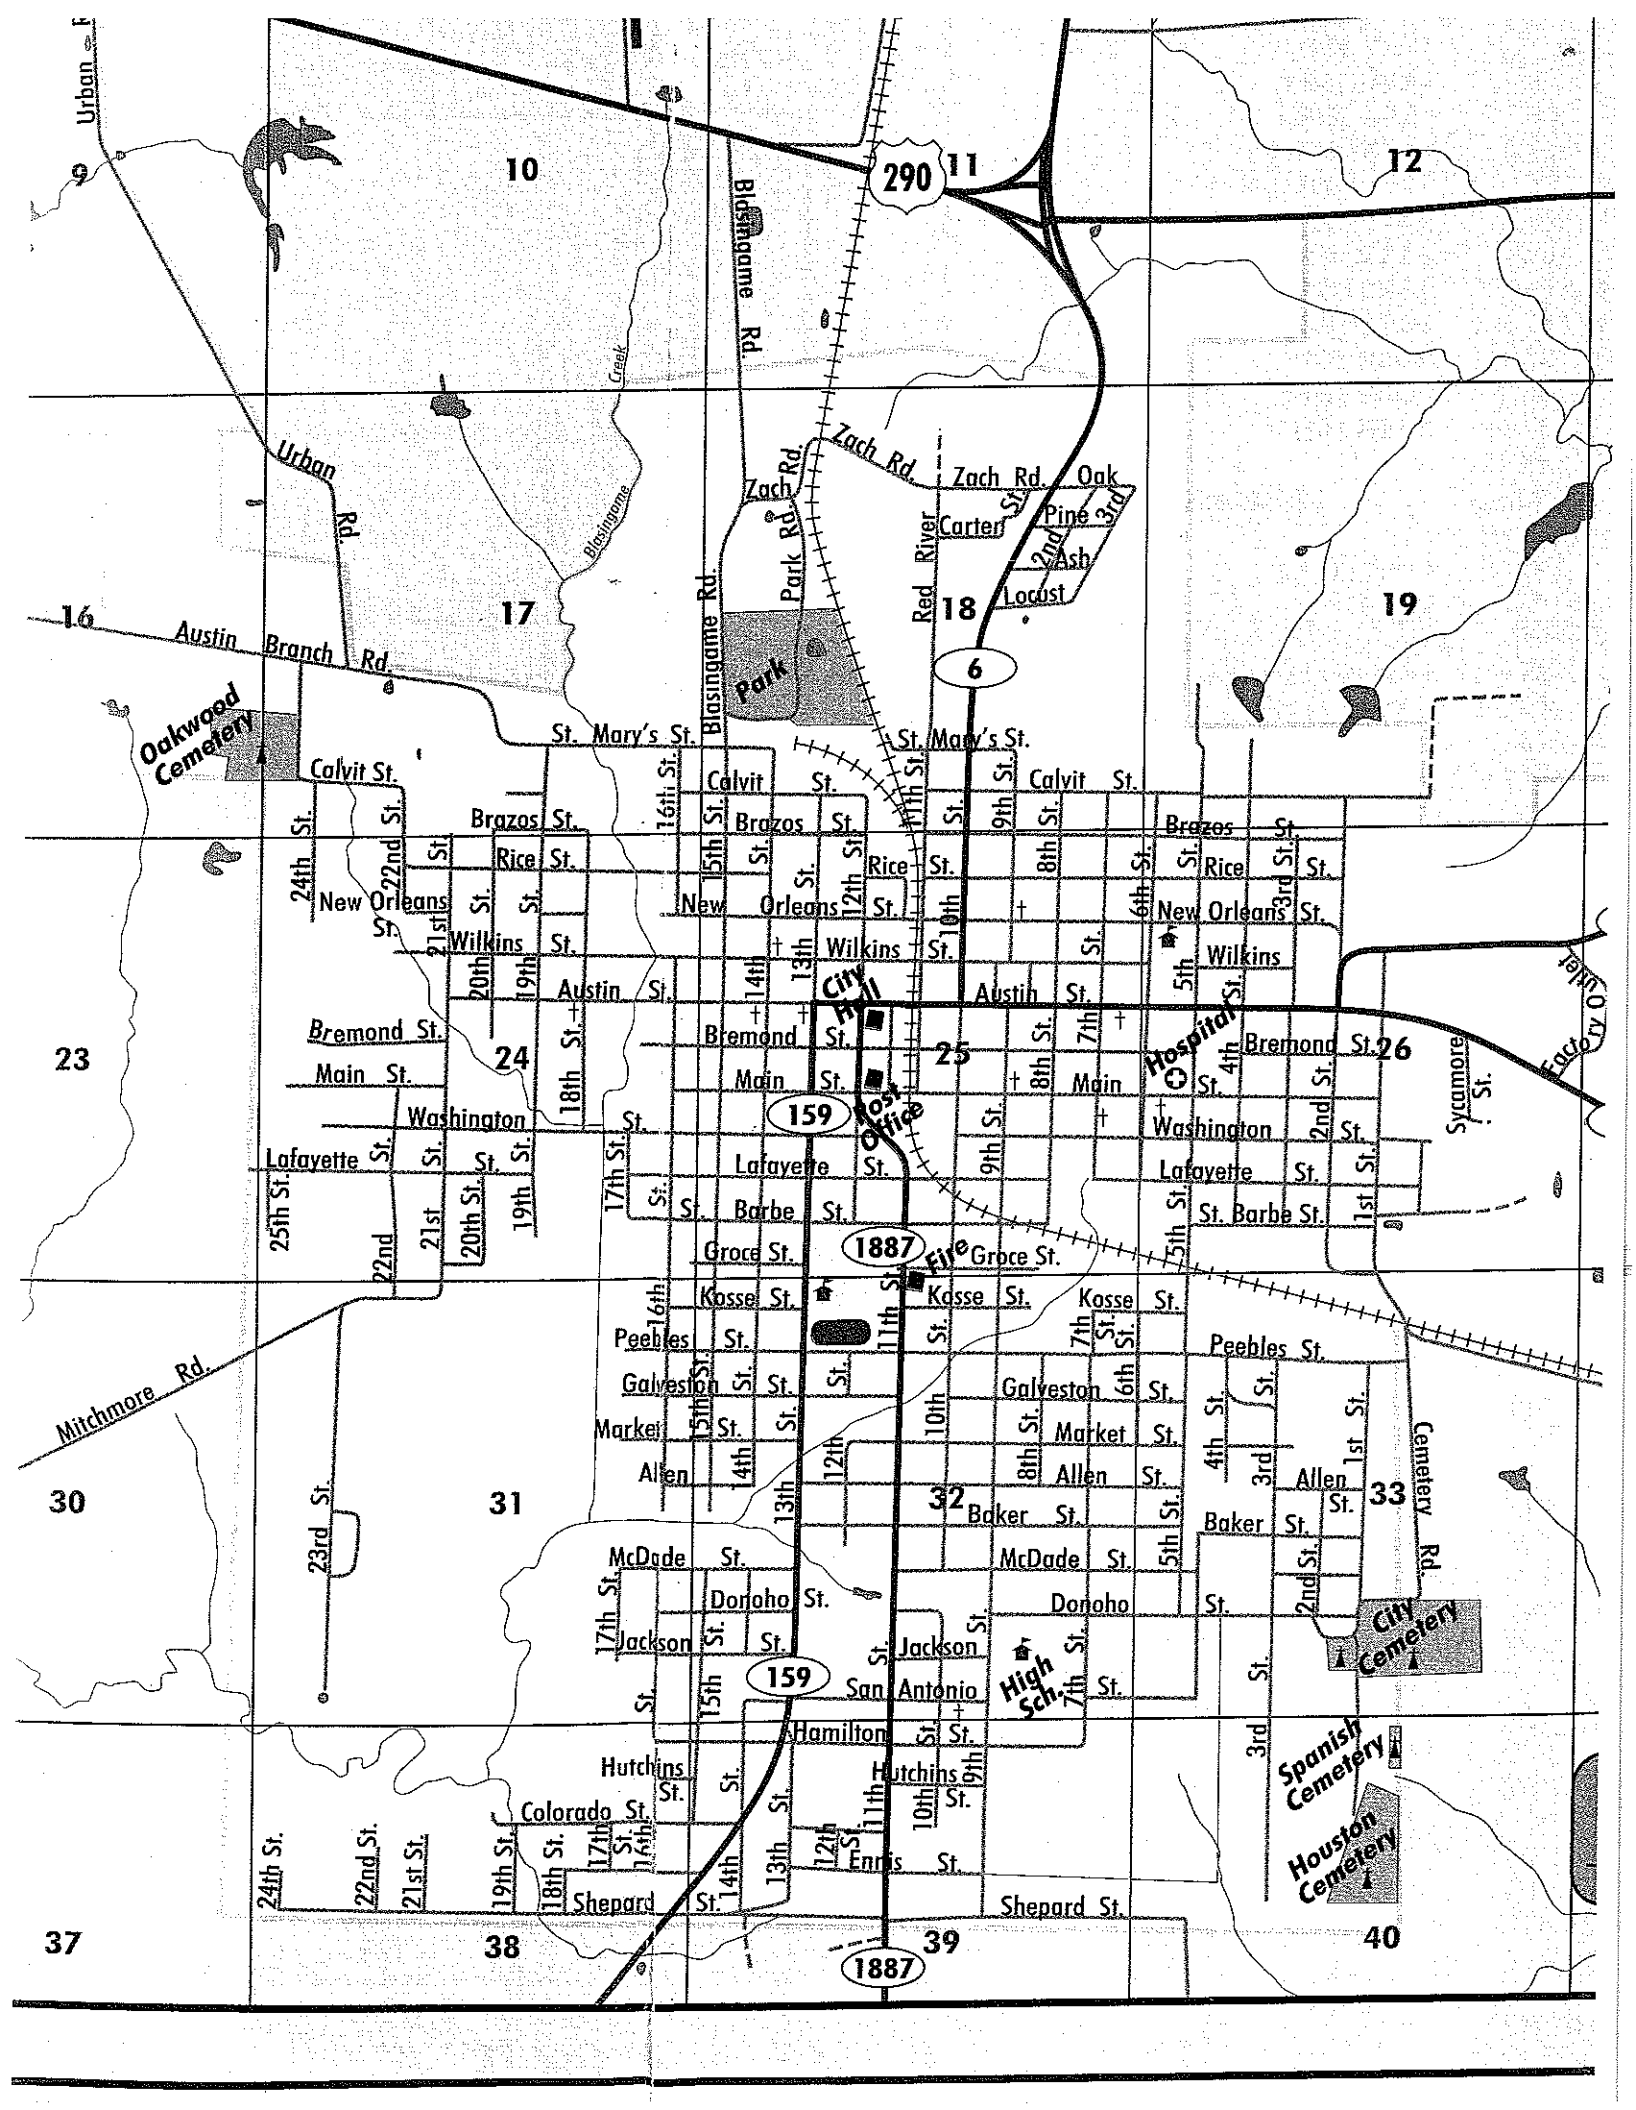 Urban
9
10
290
11
12
Blasingame Rd.
Creek
Urban Rd.
Zach Rd.
Zach Rd.
Zach Rd.
Oak
Park Rd.
Carter St.
Pine
3rd
2nd
Ash
Locust
Blasingame
Red River
16
17
18
19
Austin Branch Rd.
Blasingame Rd.
Park
6
Oakwood
Cemetery
St. Mary's St.
St. Mary's St.
Calvit St.
Calvit St.
Calvit St.
24th St.
22nd St.
16th St.
11th St.
9th St.
Brazos St.
Brazos St.
Brazos St.
Rice St.
Rice St.
Rice St.
15th St.
12th St.
8th St.
6th St.
3rd St.
New Orleans
St.
New Orleans St.
New Orleans St.
21st St.
20th St.
19th St.
10th St.
Wilkins St.
Wilkins St.
Wilkins
14th St.
13th St.
5th St.
City
Hall
Austin St.
Austin St.
Hospital
Bremond St.
Bremond St.
Bremond St.
23
24
25
26
18th St.
8th St.
7th St.
4th St.
2nd St.
Sycamore St.
Factory Outlet
Main St.
Main St.
Main St.
159
Post
Office
Washington St.
Washington
Washington St.
Lafayette St.
Lafayette St.
Lafayette St.
25th St.
22nd St.
21st St.
20th St.
19th St.
17th St.
9th St.
5th St.
1st St.
St. Barbe St.
St. Barbe St.
1887
Fire
Groce St.
Groce St.
16th St.
11th St.
Kosse St.
Kosse St.
Kosse St.
7th St.
6th St.
Peebles St.
Peebles St.
Mitchmore Rd.
Galveston St.
Galveston St.
15th St.
10th St.
Market St.
Market St.
14th St.
13th St.
12th St.
8th St.
4th St.
3rd St.
1st St.
Cemetery Rd.
Allen
Allen St.
Allen St.
30
31
32
33
23rd St.
Baker St.
Baker St.
5th St.
McDade St.
McDade St.
17th St.
Donoho St.
Donoho St.
2nd St.
City
Cemetery
Jackson St.
Jackson St.
High
Sch.
7th St.
159
15th St.
San Antonio St.
Hamilton St.
3rd St.
Spanish
Cemetery
Hutchins St.
Hutchins St.
11th St.
10th St.
9th St.
Colorado St.
24th St.
22nd St.
21st St.
19th St.
18th St.
17th St.
16th St.
14th St.
13th St.
12th St.
Ennis St.
Houston
Cemetery
Shepard St.
Shepard St.
37
38
39
40
1887